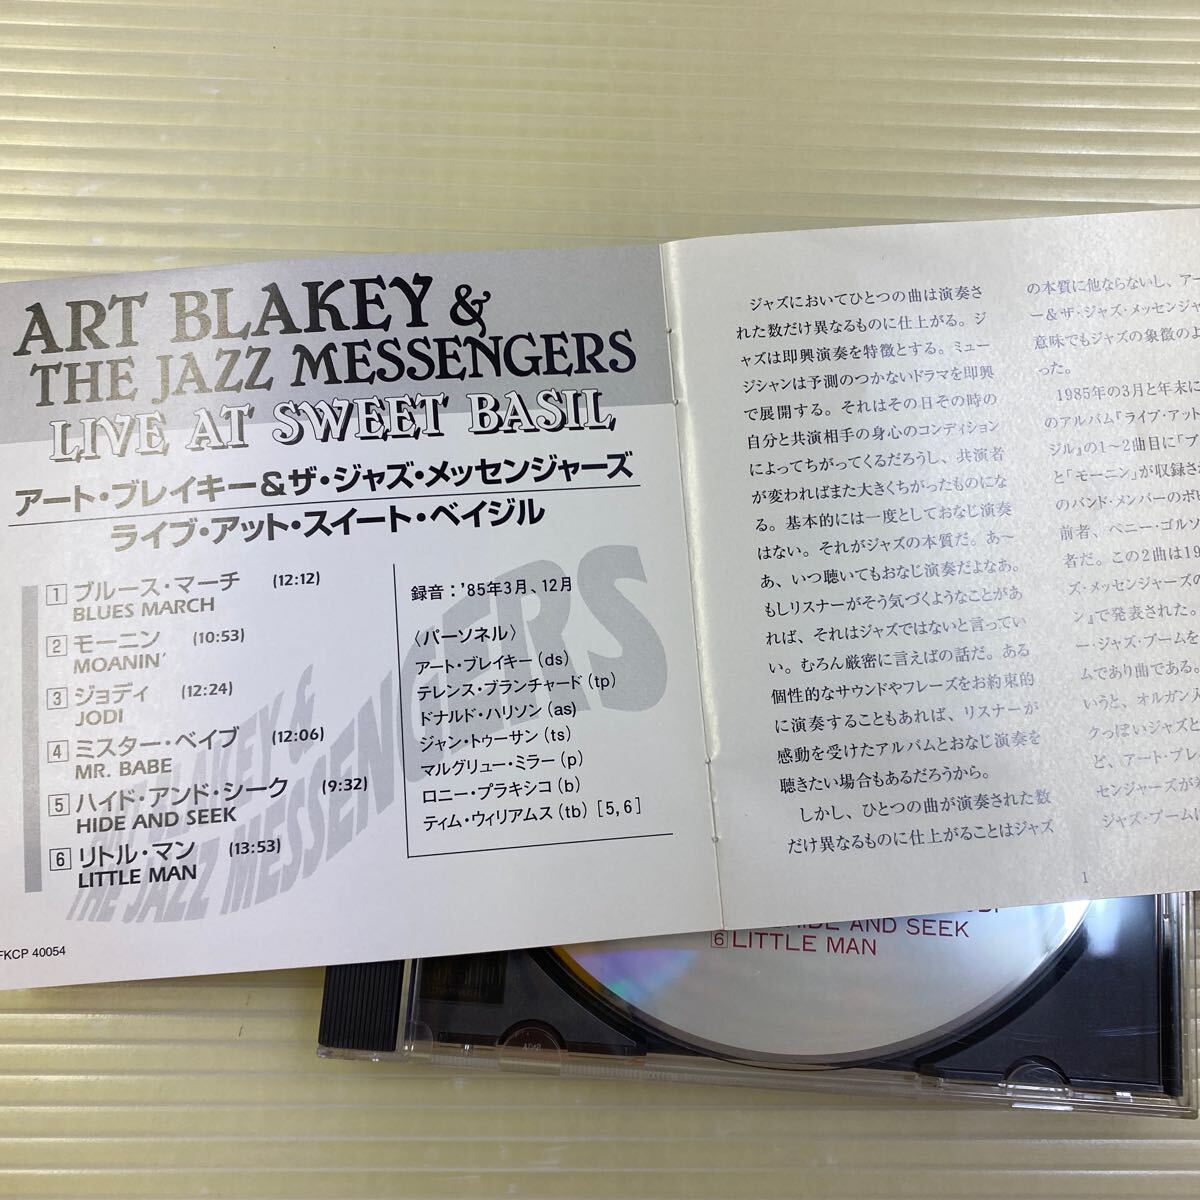 ART BLAKEY &
THE JAZZ MESSENGERS
LIVE AT SWEET BASIL
アート・ブレイキー&ザ・ジャズ・メッセンジャーズ
ライブ・アット・スイート・ベイジル
1 ブルース・マーチ (12:12)
BLUES MARCH
2 モーニン (10:53)
MOANIN'
3 ジョディ (12:24)
JODI
4 ミスター・ベイブ (12:06)
MR. BABE
5 ハイド・アンド・シーク (9:32)
HIDE AND SEEK
6 リトル・マン (13:53)
LITTLE MAN
録音:'85年3月、12月
〈パーソネル〉
アート・ブレイキー(ds)
テレンス・ブランチャード(tp)
ドナルド・ハリソン(as)
ジャン・トゥーサン(ts)
マルグリュー・ミラー(p)
ロニー・プラキシコ(b)
ティム・ウィリアムス(tb)[5,6]
BLAKEY &
THE JAZZ MESSENGERS
FKCP 40054
ジャズにおいてひとつの曲は演奏さ
れた数だけ異なるものに仕上がる。ジ
ャズは即興演奏を特徴とする。ミュー
ジシャンは予測のつかないドラマを即興
で展開する。それはその日その時の
自分と共演相手の身心のコンディション
によってちがってくるだろうし、共演者
が変わればまた大きくちがったものにな
る。基本的には一度としておなじ演奏
はない。それがジャズの本質だ。あ〜
あ、いつ聴いてもおなじ演奏だよなあ。
もしリスナーがそう気づくようなことがあ
れば、それはジャズではないと言ってい
い。むろん厳密に言えばの話だ。ある
個性的なサウンドやフレーズをお約束的
に演奏することもあれば、リスナーが
感動を受けたアルバムとおなじ演奏を
聴きたい場合もあるだろうから。
しかし、ひとつの曲が演奏された数
だけ異なるものに仕上がることはジャズ
の本質に他ならないし、ア
ー&ザ・ジャズ・メッセンジャ
意味でもジャズの象徴のよ
った。
1985年の3月と年末に
のアルバム『ライブ・アット
ジル』の1〜2曲目に「ブ
と「モーニン」が収録さ
のバンド・メンバーのボビ
前者、ベニー・ゴルソ
者だ。この2曲は19
ズ・メッセンジャーズの
ン』で発表された。
ー・ジャズ・ブームを
ムであり曲である。
いうと、オルガン
クっぽいジャズと
ど、アート・ブレ
センジャーズが
ジャズ・ブームに
1
HIDE AND SEEK
6 LITTLE MAN